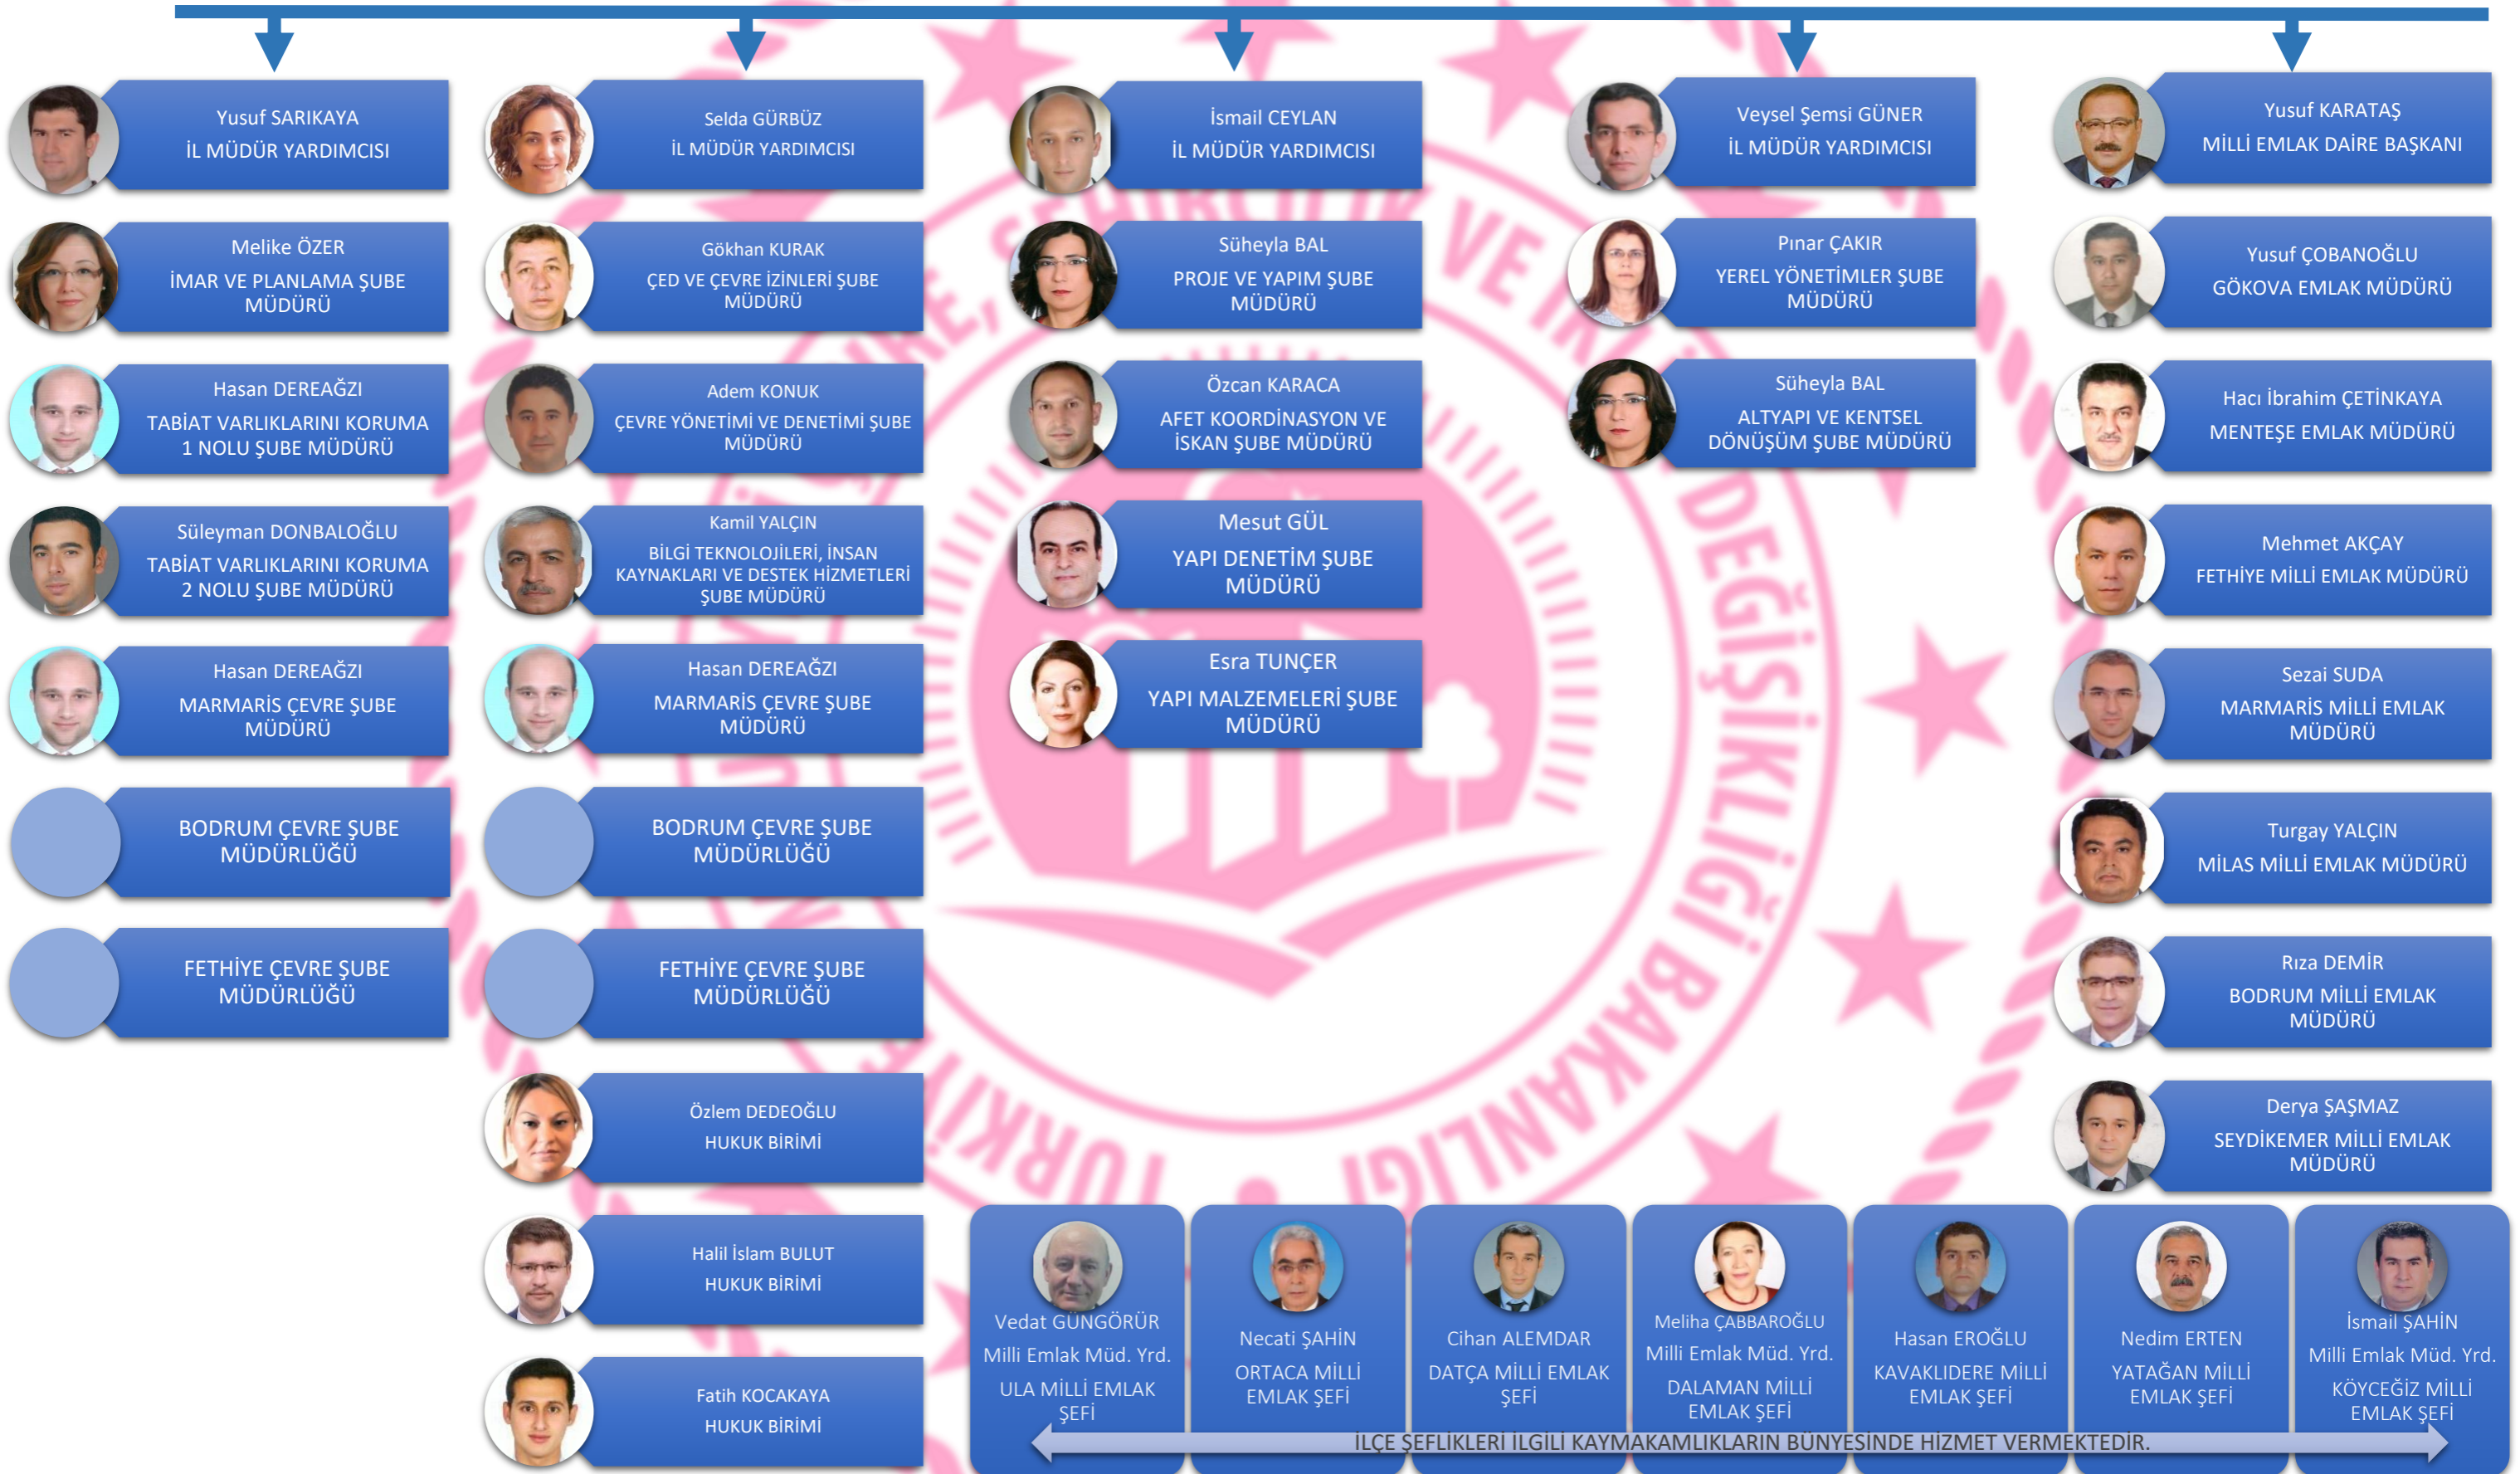 Yusuf SARIKAYA
İL MÜDÜR YARDIMCISI
Melike ÖZER
İMAR VE PLANLAMA ŞUBE
MÜDÜRÜ
Hasan DEREAĞZI
TABİAT VARLIKLARINI KORUMA
1 NOLU ŞUBE MÜDÜRÜ
Süleyman DONBALOĞLU
TABİAT VARLIKLARINI KORUMA
2 NOLU ŞUBE MÜDÜRÜ
Hasan DEREAĞZI
MARMARİS ÇEVRE ŞUBE
MÜDÜRÜ
BODRUM ÇEVRE ŞUBE
MÜDÜRLÜĞÜ
FETHİYE ÇEVRE ŞUBE
MÜDÜRLÜĞÜ
Selda GÜRBÜZ
İL MÜDÜR YARDIMCISI
Gökhan KURAK
ÇED VE ÇEVRE İZİNLERİ ŞUBE
MÜDÜRÜ
Adem KONUK
ÇEVRE YÖNETİMİ VE DENETİMİ ŞUBE
MÜDÜRÜ
Kamil YALÇIN
BİLGİ TEKNOLOJİLERİ, İNSAN
KAYNAKLARI VE DESTEK HİZMETLERİ
ŞUBE MÜDÜRÜ
Hasan DEREAĞZI
MARMARİS ÇEVRE ŞUBE
MÜDÜRÜ
BODRUM ÇEVRE ŞUBE
MÜDÜRLÜĞÜ
FETHİYE ÇEVRE ŞUBE
MÜDÜRLÜĞÜ
Özlem DEDEOĞLU
HUKUK BİRİMİ
Halil İslam BULUT
HUKUK BİRİMİ
Fatih KOCAKAYA
HUKUK BİRİMİ
İsmail CEYLAN
İL MÜDÜR YARDIMCISI
Süheyla BAL
PROJE VE YAPIM ŞUBE
MÜDÜRÜ
Özcan KARACA
AFET KOORDİNASYON VE
İSKAN ŞUBE MÜDÜRÜ
Mesut GÜL
YAPI DENETİM ŞUBE
MÜDÜRÜ
Esra TUNÇER
YAPI MALZEMELERİ ŞUBE
MÜDÜRÜ
Veysel Şemsi GÜNER
İL MÜDÜR YARDIMCISI
Pınar ÇAKIR
YEREL YÖNETİMLER ŞUBE
MÜDÜRÜ
Süheyla BAL
ALTYAPI VE KENTSEL
DÖNÜŞÜM ŞUBE MÜDÜRÜ
Yusuf KARATAŞ
MİLLİ EMLAK DAİRE BAŞKANI
Yusuf ÇOBANOĞLU
GÖKOVA EMLAK MÜDÜRÜ
Hacı İbrahim ÇETİNKAYA
MENTEŞE EMLAK MÜDÜRÜ
Mehmet AKÇAY
FETHİYE MİLLİ EMLAK MÜDÜRÜ
Sezai SUDA
MARMARİS MİLLİ EMLAK
MÜDÜRÜ
Turgay YALÇIN
MİLAS MİLLİ EMLAK MÜDÜRÜ
Rıza DEMİR
BODRUM MİLLİ EMLAK
MÜDÜRÜ
Derya ŞAŞMAZ
SEYDİKEMER MİLLİ EMLAK
MÜDÜRÜ
Vedat GÜNGÖRÜR
Milli Emlak Müd. Yrd.
ULA MİLLİ EMLAK
ŞEFİ
Necati ŞAHİN
ORTACA MİLLİ
EMLAK ŞEFİ
Cihan ALEMDAR
DATÇA MİLLİ EMLAK
ŞEFİ
Meliha ÇABBAROĞLU
Milli Emlak Müd. Yrd.
DALAMAN MİLLİ
EMLAK ŞEFİ
Hasan EROĞLU
KAVAKLIDERE MİLLİ
EMLAK ŞEFİ
Nedim ERTEN
YATAĞAN MİLLİ
EMLAK ŞEFİ
İsmail ŞAHİN
Milli Emlak Müd. Yrd.
KÖYCEĞİZ MİLLİ
EMLAK ŞEFİ
İLÇE ŞEFLİKLERİ İLGİLİ KAYMAKAMLIKLARIN BÜNYESİNDE HİZMET VERMEKTEDİR.